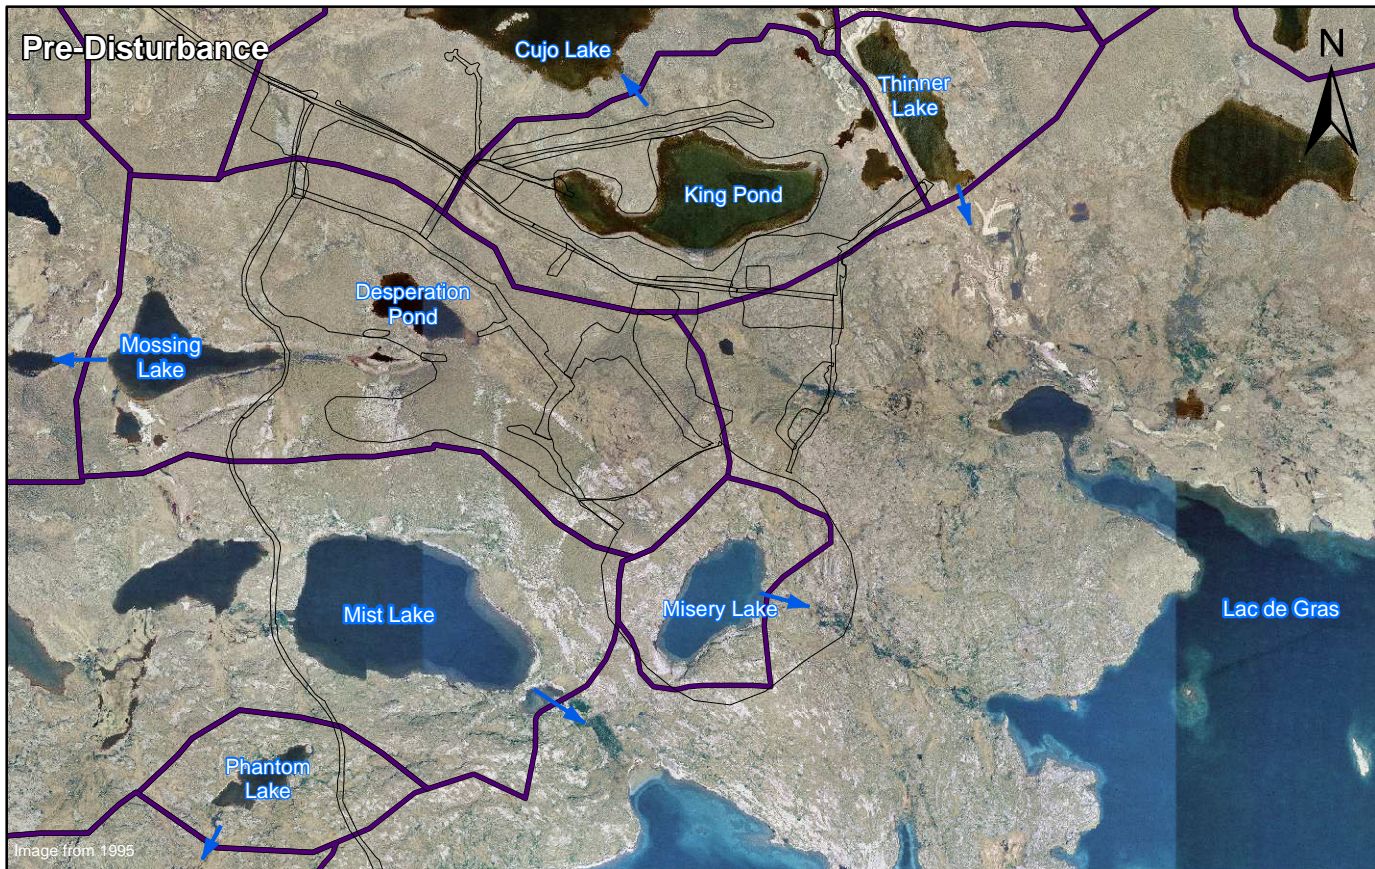 Pre-Disturbance
Cujo Lake
Thinner
Lake
N
King Pond
Desperation
Pond
Mossing
Lake
Mist Lake
Misery Lake
Lac de Gras
Phantom
Lake
Image from 1995